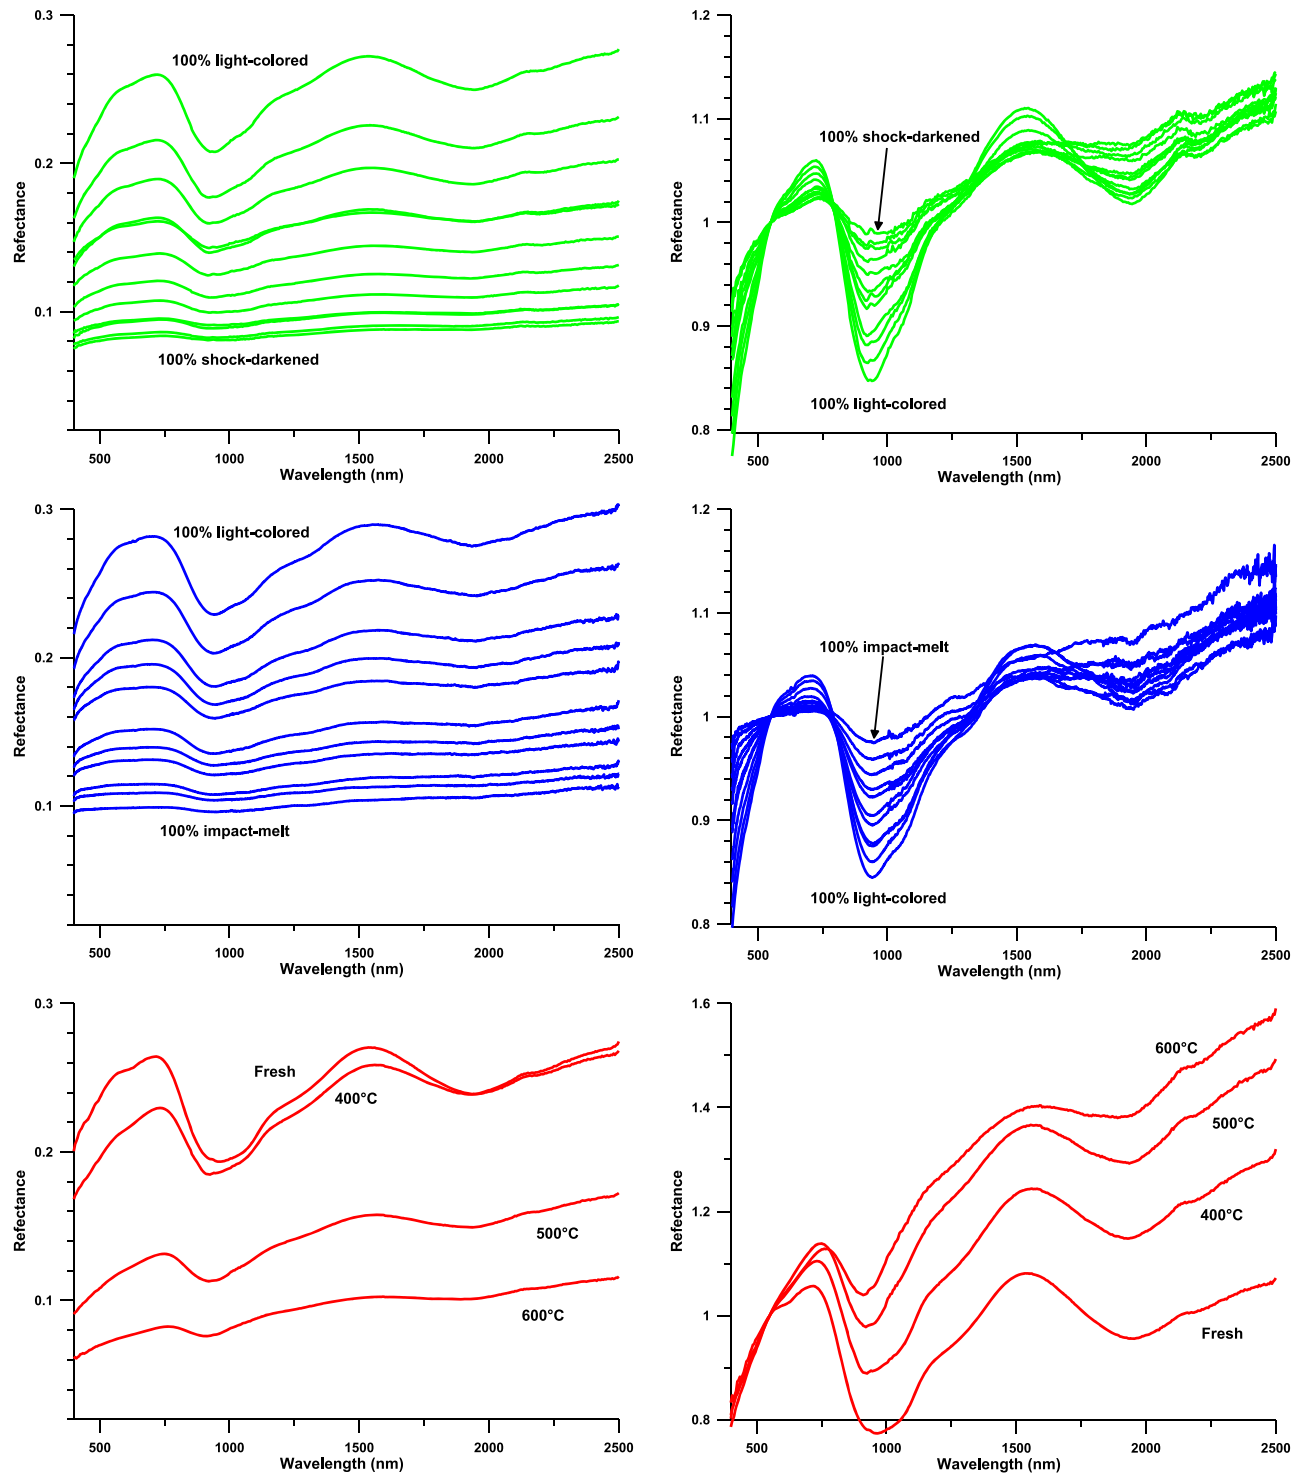 0.3
0.2
0.1
Refectance
100% light-colored
100% shock-darkened
500
1000
1500
2000
2500
Wavelength (nm)
1.2
1.1
1
0.9
0.8
Refectance
100% shock-darkened
100% light-colored
500
1000
1500
2000
2500
Wavelength (nm)
0.3
0.2
0.1
Refectance
100% light-colored
100% impact-melt
500
1000
1500
2000
2500
Wavelength (nm)
1.2
1.1
1
0.9
0.8
Refectance
100% impact-melt
100% light-colored
500
1000
1500
2000
2500
Wavelength (nm)
0.3
0.2
0.1
Refectance
Fresh
400°C
500°C
600°C
500
1000
1500
2000
2500
Wavelength (nm)
1.6
1.4
1.2
1
0.8
Refectance
600°C
500°C
400°C
Fresh
500
1000
1500
2000
2500
Wavelength (nm)